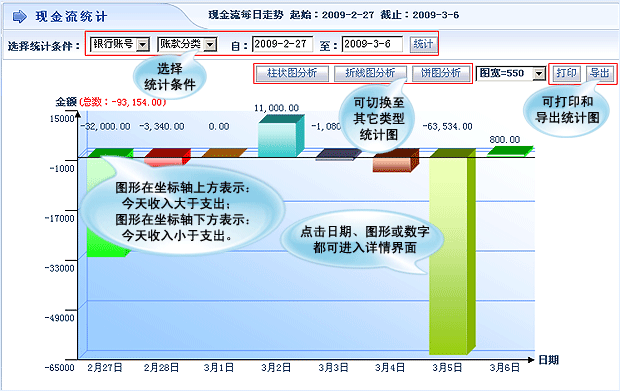 现金流统计
现金流每日走势 起始：2009-2-27 截止：2009-3-6
选择统计条件： 银行账号 账款分类 自：2009-2-27 至：2009-3-6 统计
选择
统计条件
柱状图分析 折线图分析 饼图分析 图宽=550 打印 导出
可切换至
其它类型
统计图
可打印和
导出统计图
金额(总数：-93,154.00)
15000
-1000
-17000
-33000
-49000
-65000
-32,000.00 -3,340.00 0.00 11,000.00 -63,534.00 800.00
图形在坐标轴上方表示：
今天收入大于支出；
图形在坐标轴下方表示：
今天收入小于支出。
点击日期、图形或数字
都可进入详情界面
2月27日 2月28日 3月1日 3月2日 3月3日 3月4日 3月5日 3月6日 日期